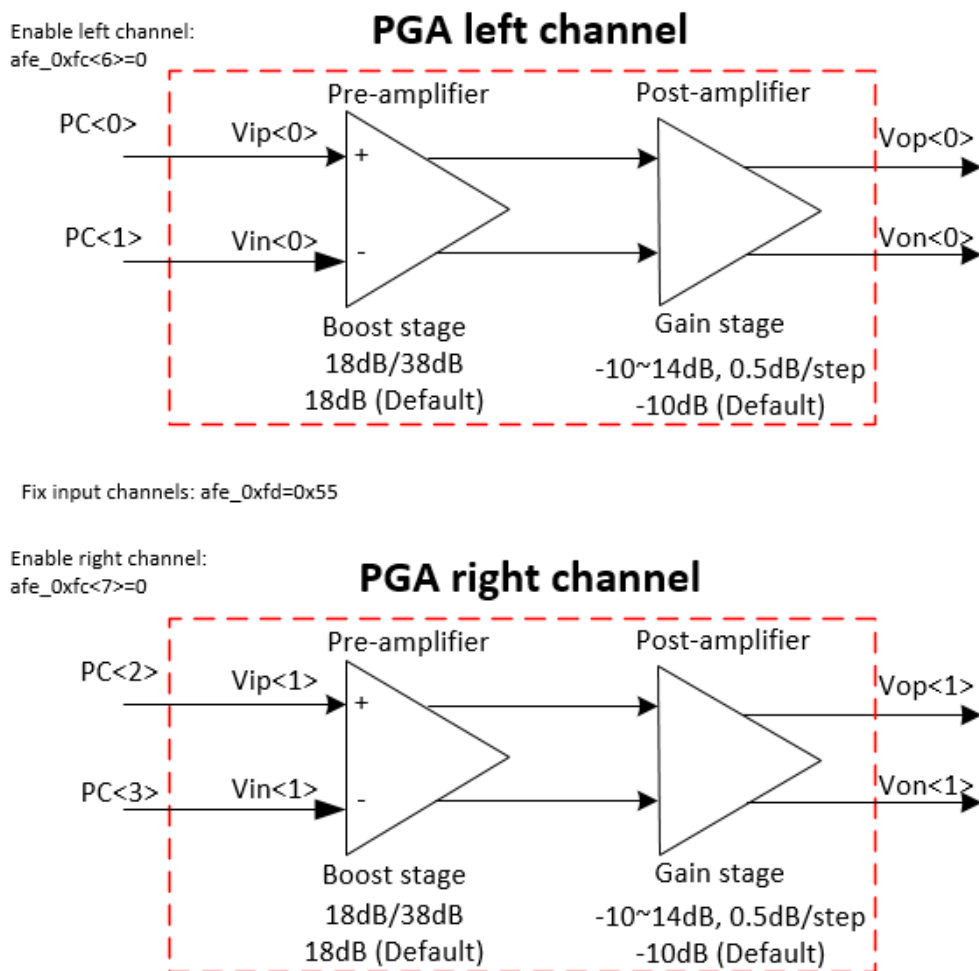 Enable left channel:
afe_0xfc<6>=0
PGA left channel
Pre-amplifier
Post-amplifier
PC<0>
Vip<0>
+
Vop<0>
PC<1>
Vin<0>
-
Von<0>
Boost stage
18dB/38dB
18dB (Default)
Gain stage
-10~14dB, 0.5dB/step
-10dB (Default)
Fix input channels: afe_0xfd=0x55
Enable right channel:
afe_0xfc<7>=0
PGA right channel
Pre-amplifier
Post-amplifier
PC<2>
Vip<1>
+
Vop<1>
PC<3>
Vin<1>
-
Von<1>
Boost stage
18dB/38dB
18dB (Default)
Gain stage
-10~14dB, 0.5dB/step
-10dB (Default)